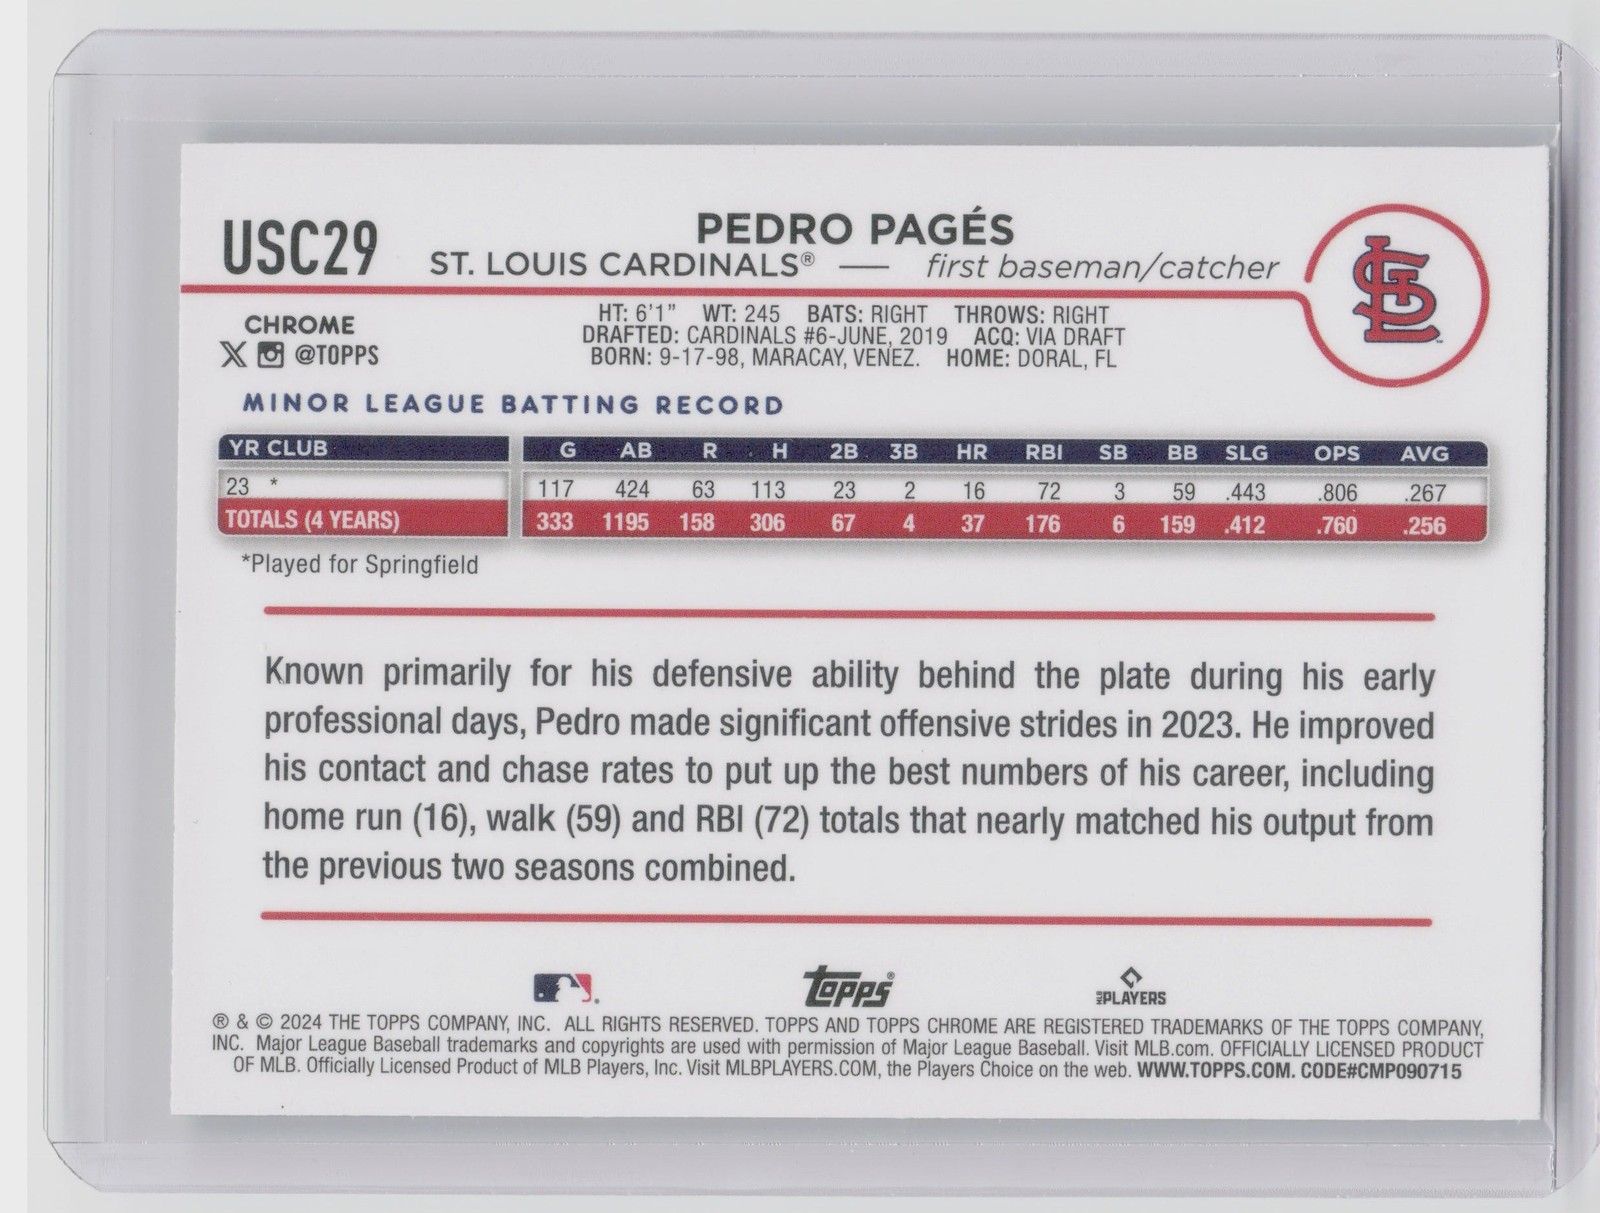 USC29
PEDRO PAGÉS
ST. LOUIS CARDINALS® — first baseman/catcher
STL
CHROME
@TOPPS
HT: 6'1" WT: 245 BATS: RIGHT THROWS: RIGHT
DRAFTED: CARDINALS #6-JUNE, 2019 ACQ: VIA DRAFT
BORN: 9-17-98, MARACAY, VENEZ. HOME: DORAL, FL
MINOR LEAGUE BATTING RECORD
YR CLUB G AB R H 2B 3B HR RBI SB BB SLG OPS AVG
23 * 117 424 63 113 23 2 16 72 3 59 .443 .806 .267
TOTALS (4 YEARS) 333 1195 158 306 67 4 37 176 6 159 .412 .760 .256
*Played for Springfield
Known primarily for his defensive ability behind the plate during his early
professional days, Pedro made significant offensive strides in 2023. He improved
his contact and chase rates to put up the best numbers of his career, including
home run (16), walk (59) and RBI (72) totals that nearly matched his output from
the previous two seasons combined.
Topps® MLB PLAYERS
® & © 2024 THE TOPPS COMPANY, INC. ALL RIGHTS RESERVED. TOPPS AND TOPPS CHROME ARE REGISTERED TRADEMARKS OF THE TOPPS COMPANY,
INC. Major League Baseball trademarks and copyrights are used with permission of Major League Baseball. Visit MLB.com. OFFICIALLY LICENSED PRODUCT
OF MLB. Officially Licensed Product of MLB Players, Inc. Visit MLBPLAYERS.COM, the Players Choice on the web. WWW.TOPPS.COM. CODE#CMP090715